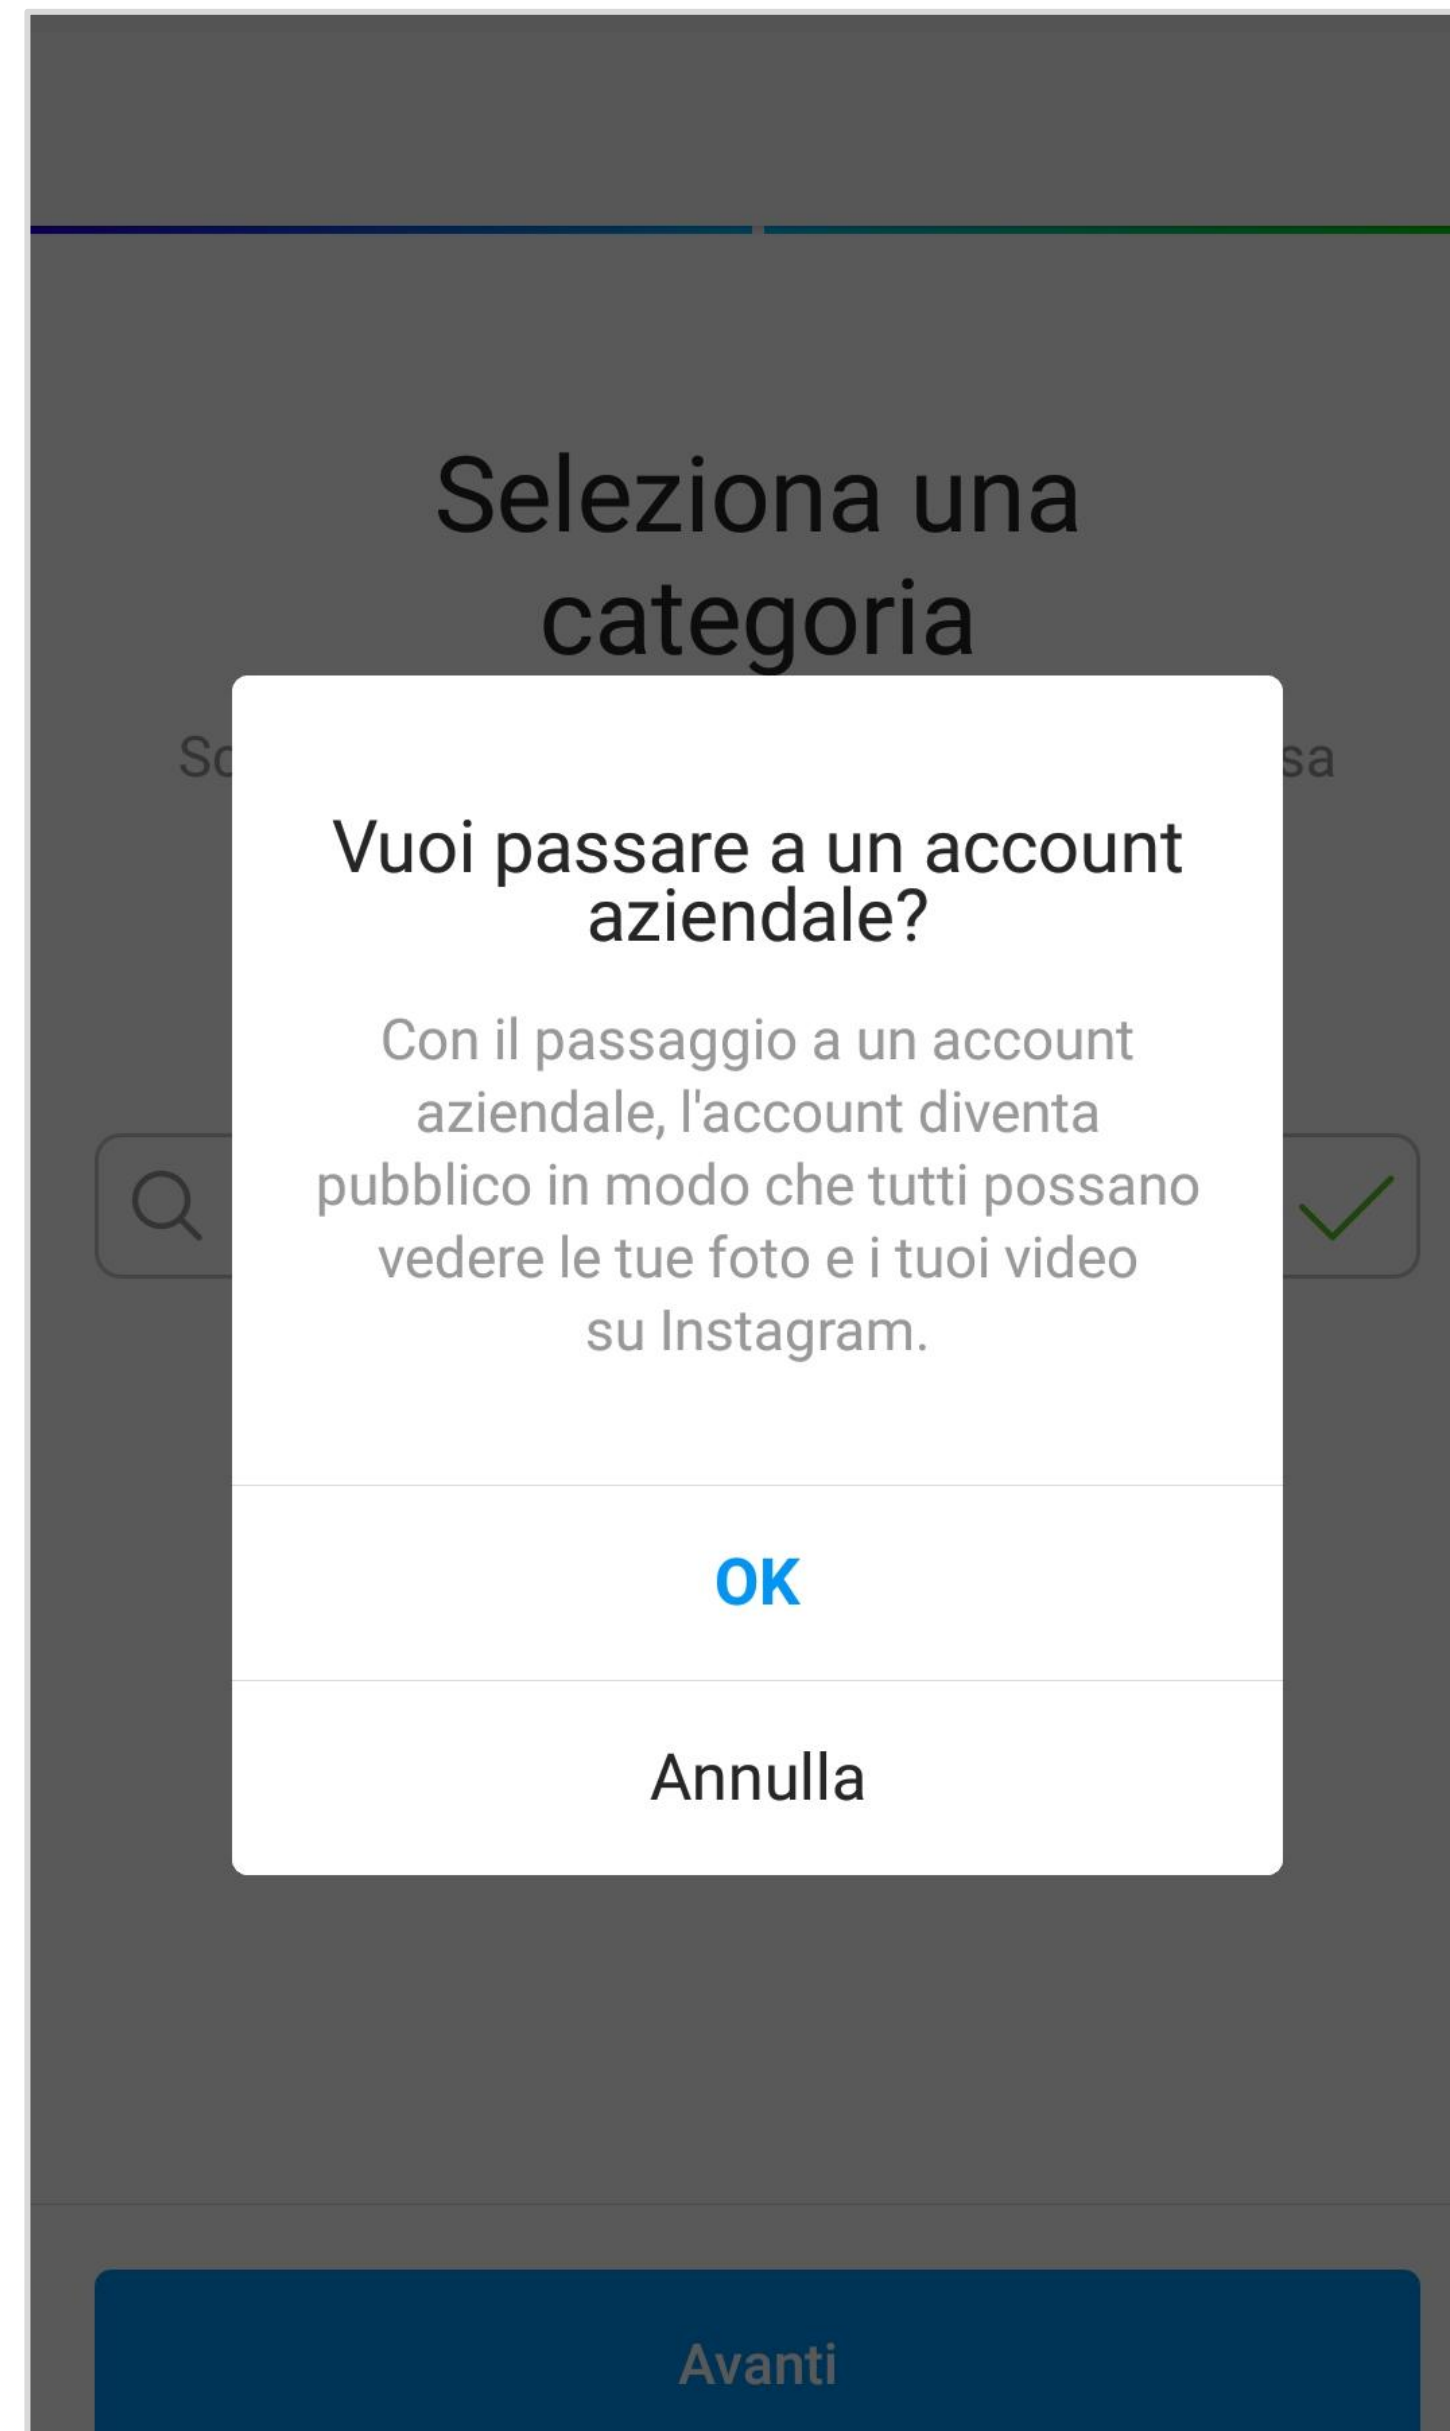 Seleziona una
categoria
Vuoi passare a un account
aziendale?
Con il passaggio a un account
aziendale, l'account diventa
pubblico in modo che tutti possano
vedere le tue foto e i tuoi video
su Instagram.
OK
Annulla
Avanti